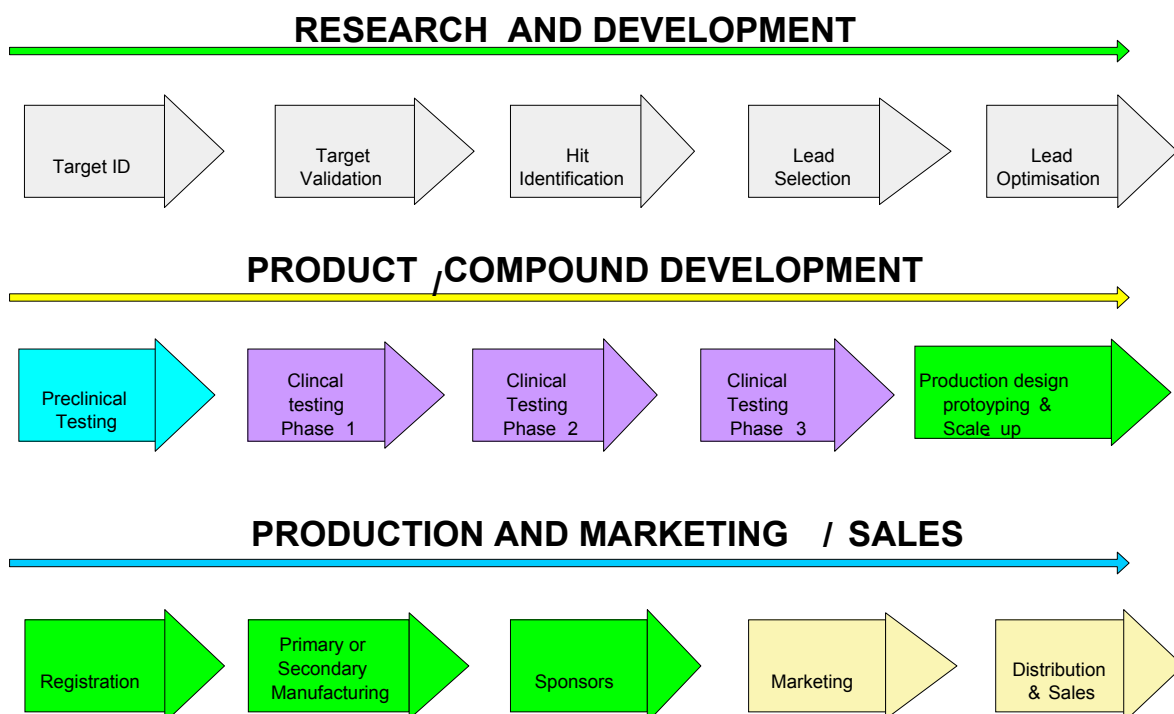 RESEARCH AND DEVELOPMENT
Target ID
Target
Validation
Hit
Identification
Lead
Selection
Lead
Optimisation
PRODUCT / COMPOUND DEVELOPMENT
Preclinical
Testing
Clincal
testing
Phase 1
Clinical
Testing
Phase 2
Clinical
Testing
Phase 3
Production design
protoyping &
Scale up
PRODUCTION AND MARKETING / SALES
Registration
Primary or
Secondary
Manufacturing
Sponsors
Marketing
Distribution
& Sales